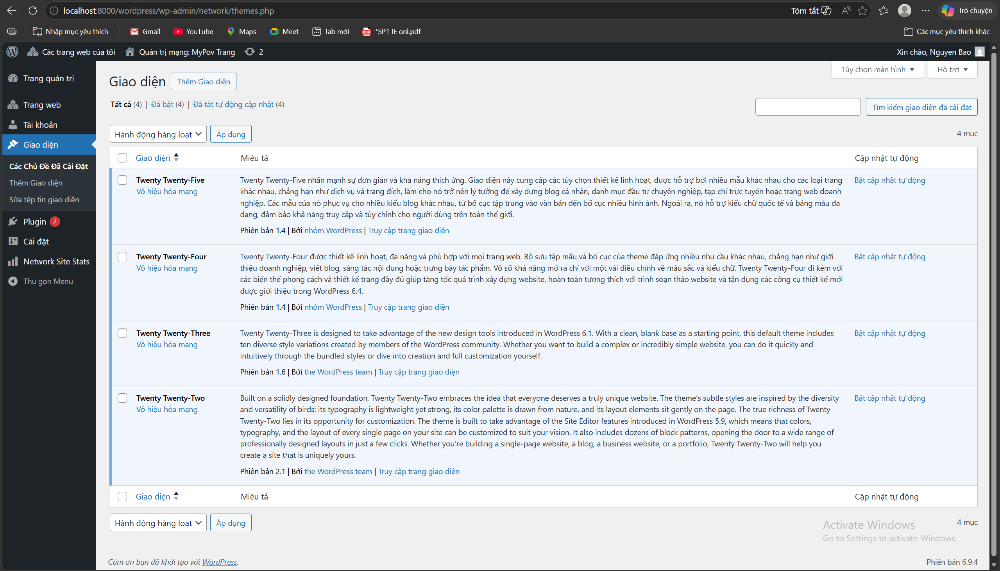 localhost:8000/wordpress/wp-admin/network/themes.php
Tóm tắt
Trò chuyện
Nhập mục yêu thích
Gmail
YouTube
Maps
Meet
Tab mới
*SP1 IE onl.pdf
Các mục yêu thích khác
Các trang web của tôi
Quản trị mạng: MyPov Trang
2
Xin chào, Nguyen Bao
Trang quản trị
Trang web
Tài khoản
Giao diện
Các Chủ Đề Đã Cài Đặt
Thêm Giao diện
Sửa tệp tin giao diện
Plugin 2
Cài đặt
Network Site Stats
Thu gọn Menu
Tùy chọn màn hình
Hỗ trợ
Giao diện
Thêm Giao diện
Tất cả (4) | Đã bật (4) | Đã tắt tự động cập nhật (4)
Tìm kiếm giao diện đã cài đặt
Hành động hàng loạt
Áp dụng
4 mục
Giao diện
Miêu tả
Cập nhật tự động
Twenty Twenty-Five
Vô hiệu hóa mạng
Twenty Twenty-Five nhấn mạnh sự đơn giản và khả năng thích ứng. Giao diện này cung cấp các tùy chọn thiết kế linh hoạt, được hỗ trợ bởi nhiều mẫu khác nhau cho các loại trang
khác nhau, chẳng hạn như dịch vụ và trang đích, làm cho nó trở nên lý tưởng để xây dựng blog cá nhân, danh mục đầu tư chuyên nghiệp, tạp chí trực tuyến hoặc trang web doanh
nghiệp. Các mẫu của nó phục vụ cho nhiều kiểu blog khác nhau, từ bố cục tập trung vào văn bản đến bố cục nhiều hình ảnh. Ngoài ra, nó hỗ trợ kiểu chữ quốc tế và bảng màu đa
dạng, đảm bảo khả năng truy cập và tùy chỉnh cho người dùng trên toàn thế giới.
Phiên bản 1.4 | Bởi nhóm WordPress | Truy cập trang giao diện
Bật cập nhật tự động
Twenty Twenty-Four
Vô hiệu hóa mạng
Twenty Twenty-Four được thiết kế linh hoạt, đa năng và phù hợp với mọi trang web. Bộ sưu tập mẫu và bố cục của theme đáp ứng nhiều nhu cầu khác nhau, chẳng hạn như giới
thiệu doanh nghiệp, viết blog, sáng tác nội dung hoặc trưng bày tác phẩm. Vô số khả năng mở ra chỉ với một vài điều chỉnh về màu sắc và kiểu chữ. Twenty Twenty-Four đi kèm với
các biến thể phong cách và thiết kế trang đầy đủ giúp tăng tốc quá trình xây dựng website, hoàn toàn tương thích với trình soạn thảo website và tận dụng các công cụ thiết kế mới
được giới thiệu trong WordPress 6.4.
Phiên bản 1.4 | Bởi nhóm WordPress | Truy cập trang giao diện
Bật cập nhật tự động
Twenty Twenty-Three
Vô hiệu hóa mạng
Twenty Twenty-Three is designed to take advantage of the new design tools introduced in WordPress 6.1. With a clean, blank base as a starting point, this default theme includes
ten diverse style variations created by members of the WordPress community. Whether you want to build a complex or incredibly simple website, you can do it quickly and
intuitively through the bundled styles or dive into creation and full customization yourself.
Phiên bản 1.6 | Bởi the WordPress team | Truy cập trang giao diện
Bật cập nhật tự động
Twenty Twenty-Two
Vô hiệu hóa mạng
Built on a solidly designed foundation, Twenty Twenty-Two embraces the idea that everyone deserves a truly unique website. The theme’s subtle styles are inspired by the diversity
and versatility of birds: its typography is lightweight yet strong, its color palette is drawn from nature, and its layout elements sit gently on the page. The true richness of Twenty
Twenty-Two lies in its opportunity for customization. The theme is built to take advantage of the Site Editor features introduced in WordPress 5.9, which means that colors,
typography, and the layout of every single page on your site can be customized to suit your vision. It also includes dozens of block patterns, opening the door to a wide range of
professionally designed layouts in just a few clicks. Whether you’re building a single-page website, a blog, a business website, or a portfolio, Twenty Twenty-Two will help you
create a site that is uniquely yours.
Phiên bản 2.1 | Bởi the WordPress team | Truy cập trang giao diện
Bật cập nhật tự động
Giao diện
Miêu tả
Cập nhật tự động
Hành động hàng loạt
Áp dụng
4 mục
Activate Windows
Go to Settings to activate Windows.
Cảm ơn bạn đã khởi tạo với WordPress.
Phiên bản 6.9.4